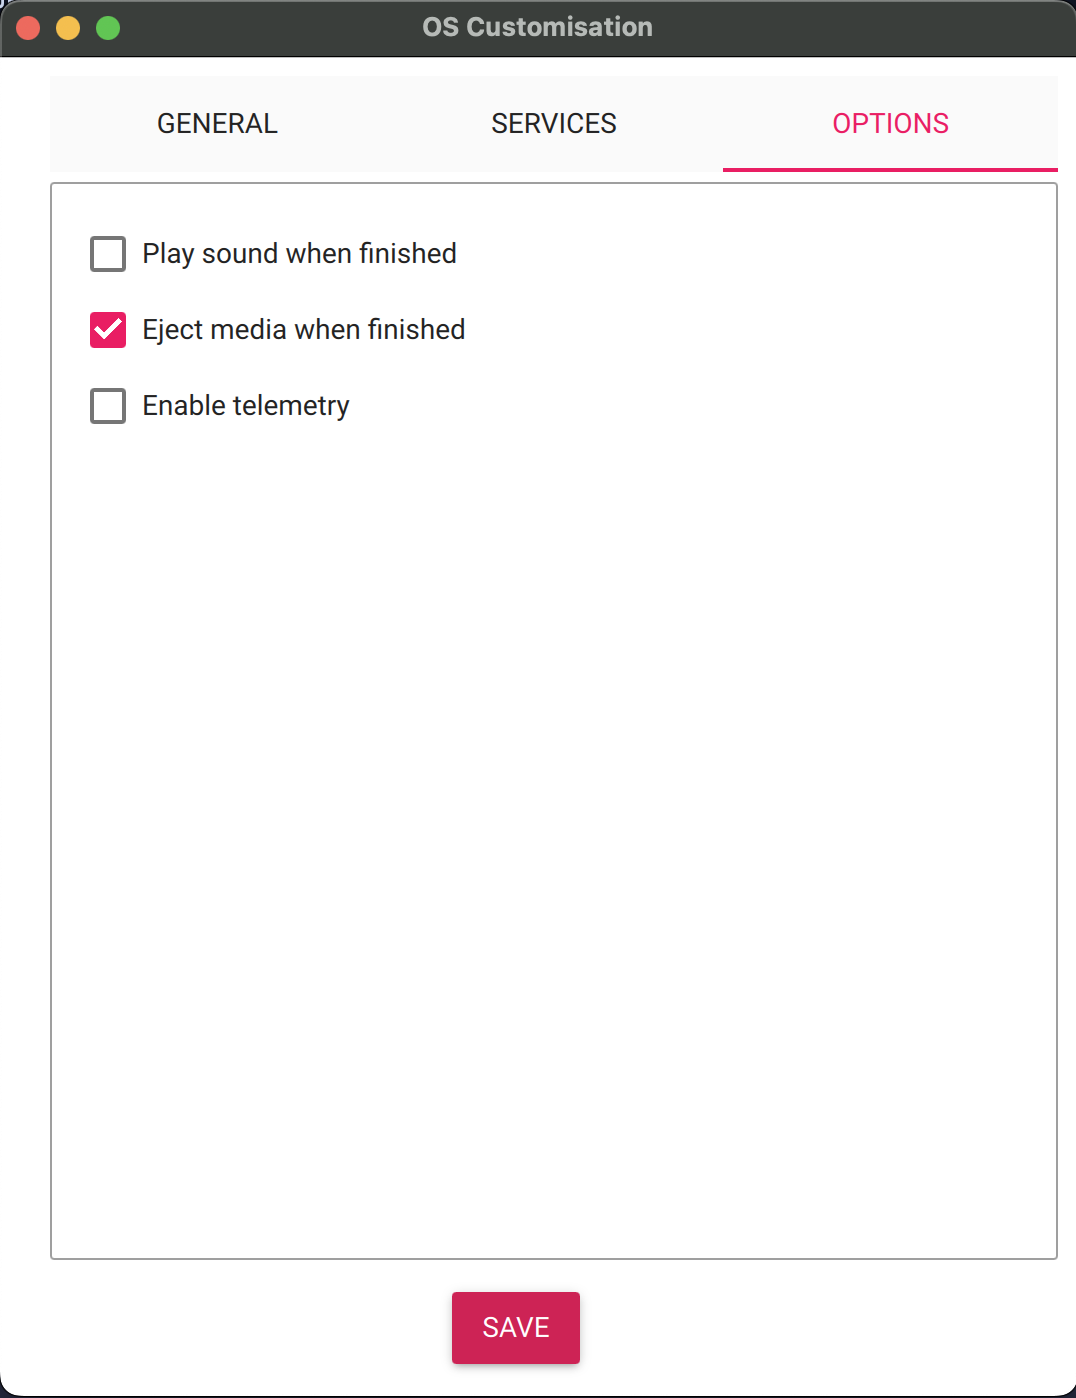 OS Customisation
GENERAL SERVICES OPTIONS
Play sound when finished
Eject media when finished
Enable telemetry
SAVE